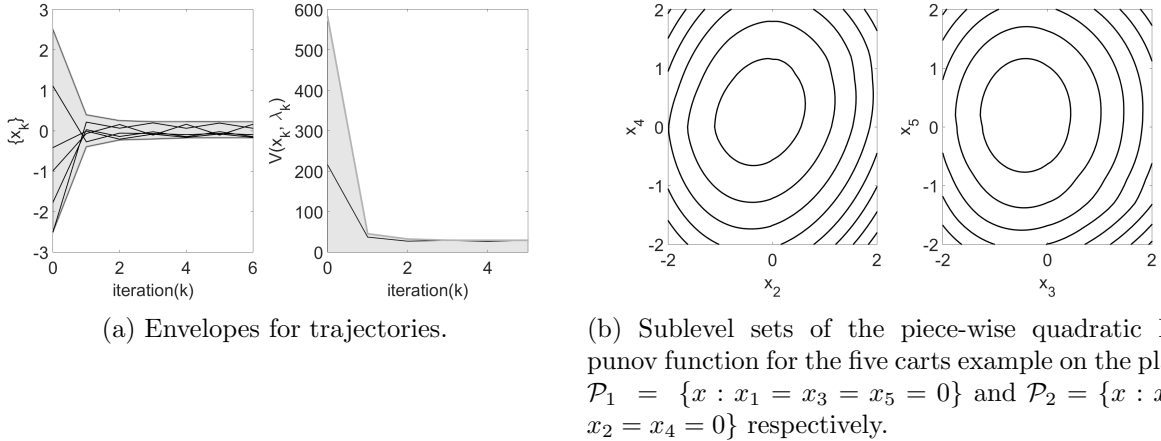 3
2
1
0
-1
-2
-3
{x_k}
0 2 4 6
iteration(k)
600
500
400
300
200
100
0
V(x_k, λ_k)
0 2 4
iteration(k)
2
1
0
-1
-2
x_4
-2 0 2
x_2
2
1
0
-1
-2
x_5
-2 0 2
x_3
(a) Envelopes for trajectories.
(b) Sublevel sets of the piece-wise quadratic
punov function for the five carts example on the
𝒫_1 = {x : x_1 = x_3 = x_5 = 0} and 𝒫_2 = {x :
x_2 = x_4 = 0} respectively.